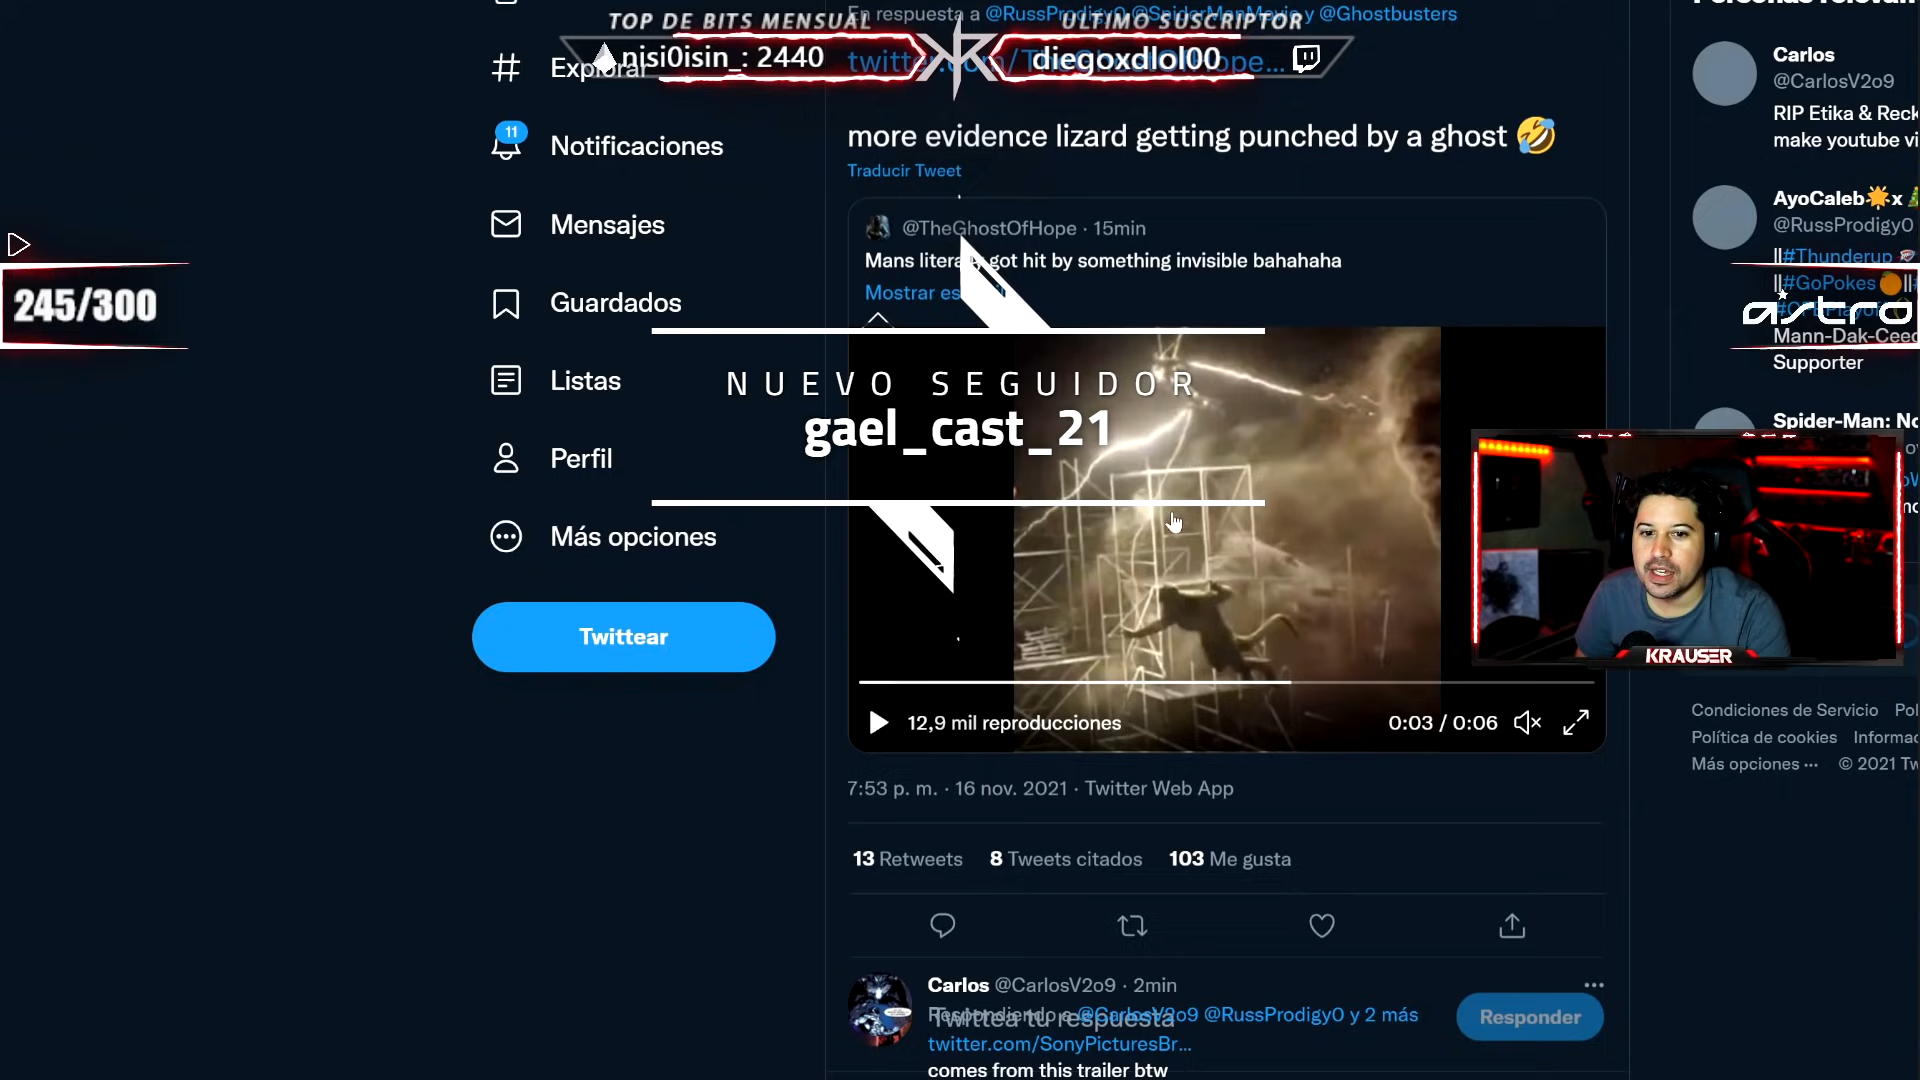 TOP DE BITS MENSUAL
nisi0isin_: 2440
ULTIMO SUSCRIPTOR
diegoxdlol00
En respuesta a @RussProdigy0 @SpiderManMovie y @Ghostbusters
twitter.com/TheGhostOfHope...
Explorar
11
Notificaciones
Mensajes
Guardados
Listas
Perfil
Más opciones
Twittear
245/300
more evidence lizard getting punched by a ghost 🤣
Traducir Tweet
@TheGhostOfHope · 15min
Mans literally got hit by something invisible bahahaha
Mostrar es
NUEVO SEGUIDOR
gael_cast_21
12,9 mil reproducciones
0:03 / 0:06
7:53 p. m. · 16 nov. 2021 · Twitter Web App
13 Retweets 8 Tweets citados 103 Me gusta
Carlos @CarlosV2o9 · 2min
Respondiendo a @CarlosV2o9 @RussProdigy0 y 2 más
Twittea tu respuesta
Responder
twitter.com/SonyPicturesBr...
comes from this trailer btw
Carlos
@CarlosV2o9
RIP Etika & Reck
make youtube vi
AyoCaleb🌟x
@RussProdigy0
||#Thunderup
||#GoPokes 🟠||
#CFBPlayof
astro
Mann-Dak-Ceed
Supporter
Spider-Man: No
KRAUSER
Condiciones de Servicio Pol
Política de cookies Informac
Más opciones ··· © 2021 Tw